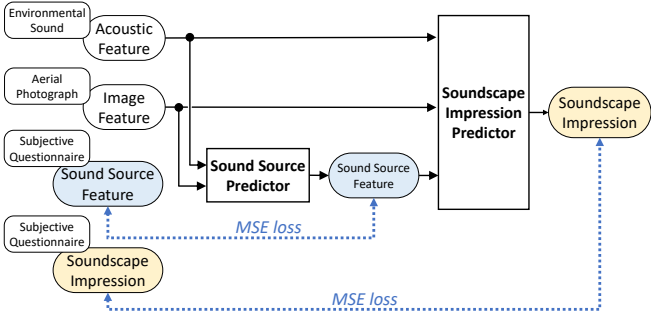 Environmental
Sound
Acoustic
Feature
Aerial
Photograph
Image
Feature
Soundscape
Impression
Predictor
Soundscape
Impression
Subjective
Questionnaire
Sound Source
Feature
Sound Source
Predictor
Sound Source
Feature
MSE loss
Subjective
Questionnaire
Soundscape
Impression
MSE loss